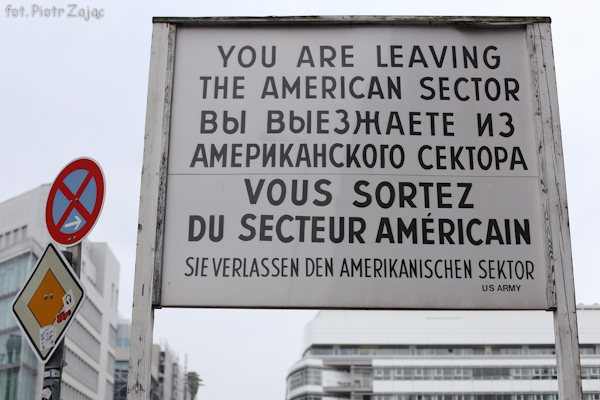 fot. Piotr Zając
YOU ARE LEAVING
THE AMERICAN SECTOR
ВЫ ВЫЕЗЖАЕТЕ ИЗ
АМЕРИКАНСКОГО СЕКТОРА
VOUS SORTEZ
DU SECTEUR AMÉRICAIN
SIE VERLASSEN DEN AMERIKANISCHEN SEKTOR
US ARMY